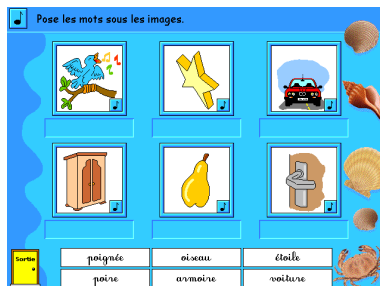 Pose les mots sous les images.
Sortie
poignée oiseau étoile
poire armoire voiture